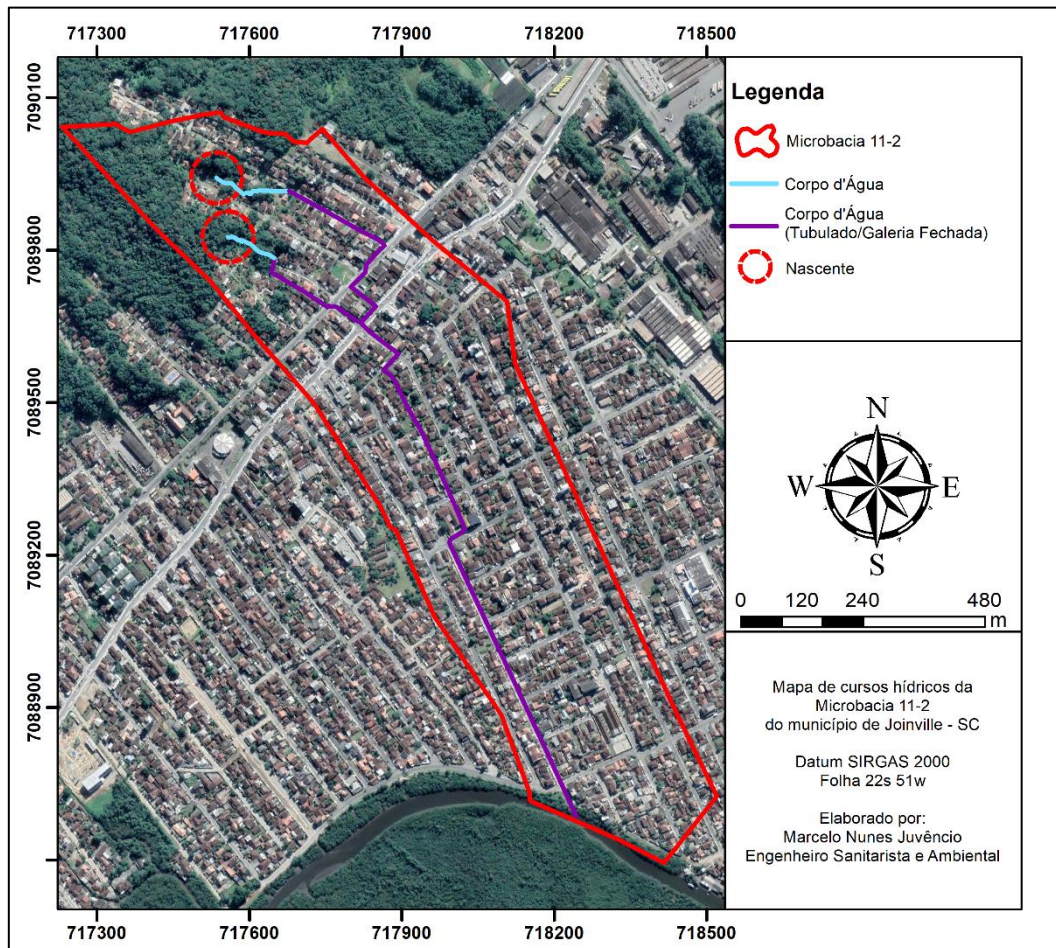 717300 717600 717900 718200 718500
7090100
7089800
7089500
7089200
7088900
717300 717600 717900 718200 718500
Legenda
Microbacia 11-2
Corpo d'Água
Corpo d'Água
(Tubulado/Galeria Fechada)
Nascente
N
W E
S
0 120 240 480
m
Mapa de cursos hídricos da
Microbacia 11-2
do município de Joinville - SC
Datum SIRGAS 2000
Folha 22s 51w
Elaborado por:
Marcelo Nunes Juvêncio
Engenheiro Sanitarista e Ambiental